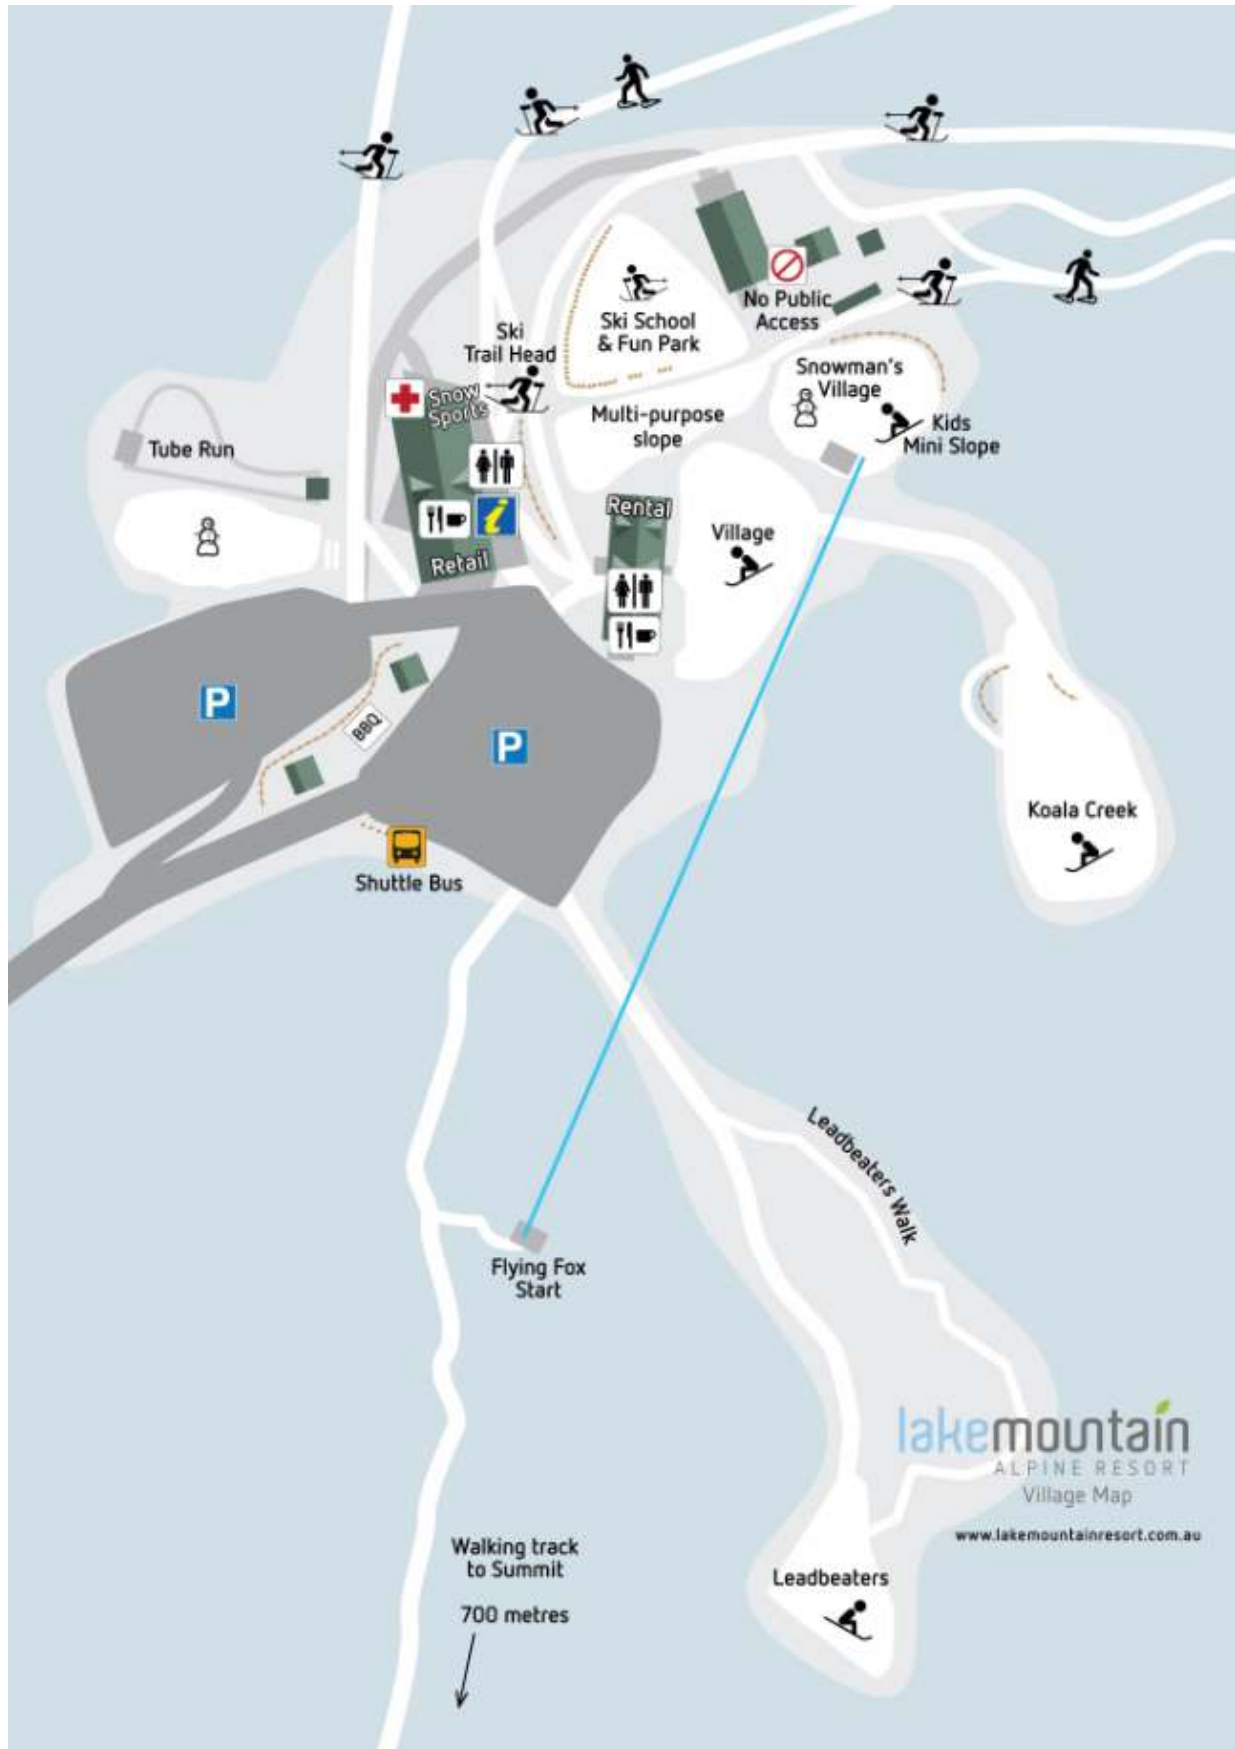 Ski
Trail Head
Snow
Sports
Ski School
& Fun Park
No Public
Access
Snowman's
Village
Kids
Mini Slope
Multi-purpose
slope
Tube Run
Rental
Village
Retail
P
BBQ
P
Shuttle Bus
Koala Creek
Leadbeaters Walk
Flying Fox
Start
lakemountain
ALPINE RESORT
Village Map
www.lakemountainresort.com.au
Walking track
to Summit
700 metres
Leadbeaters